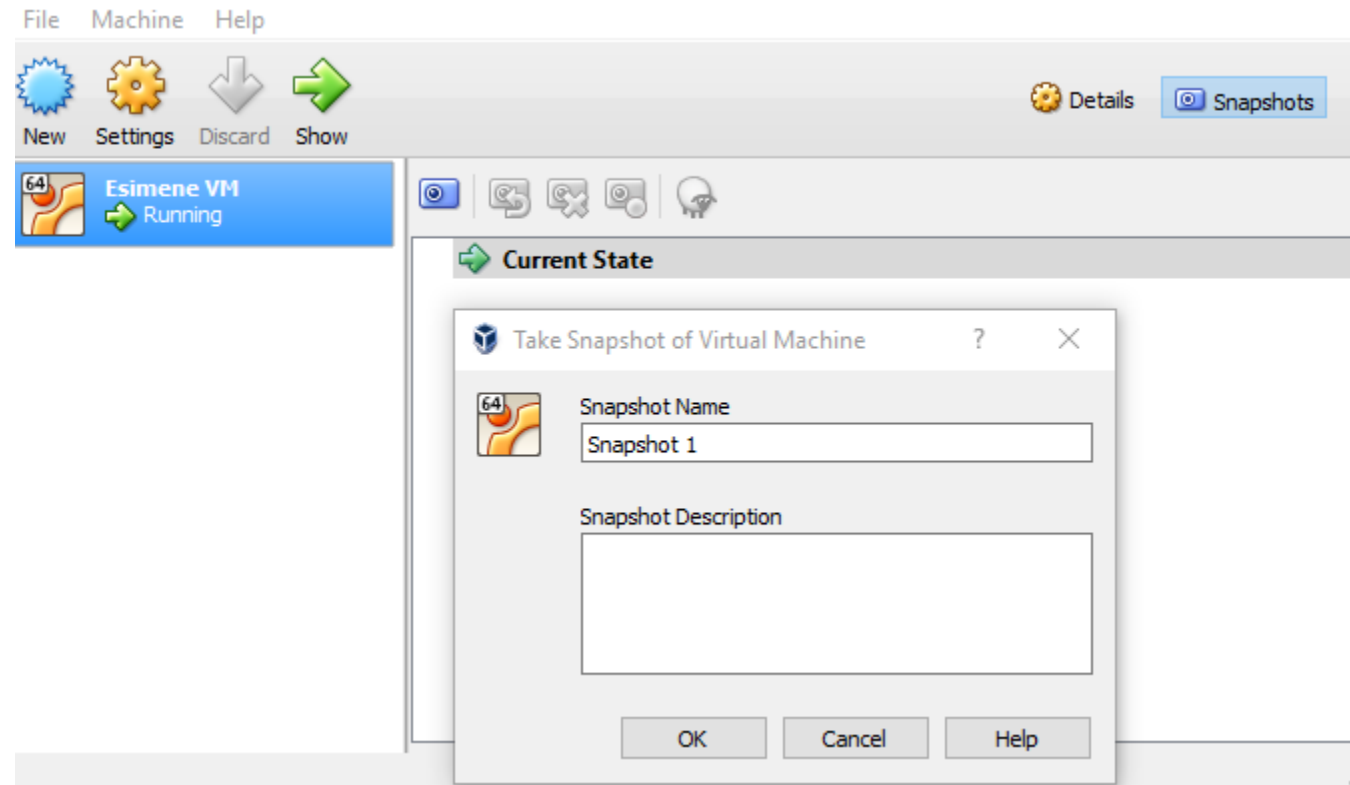 File Machine Help
New Settings Discard Show
Details Snapshots
64 Esimene VM
Running
Current State
Take Snapshot of Virtual Machine ?
64
Snapshot Name
Snapshot 1
Snapshot Description
OK Cancel Help